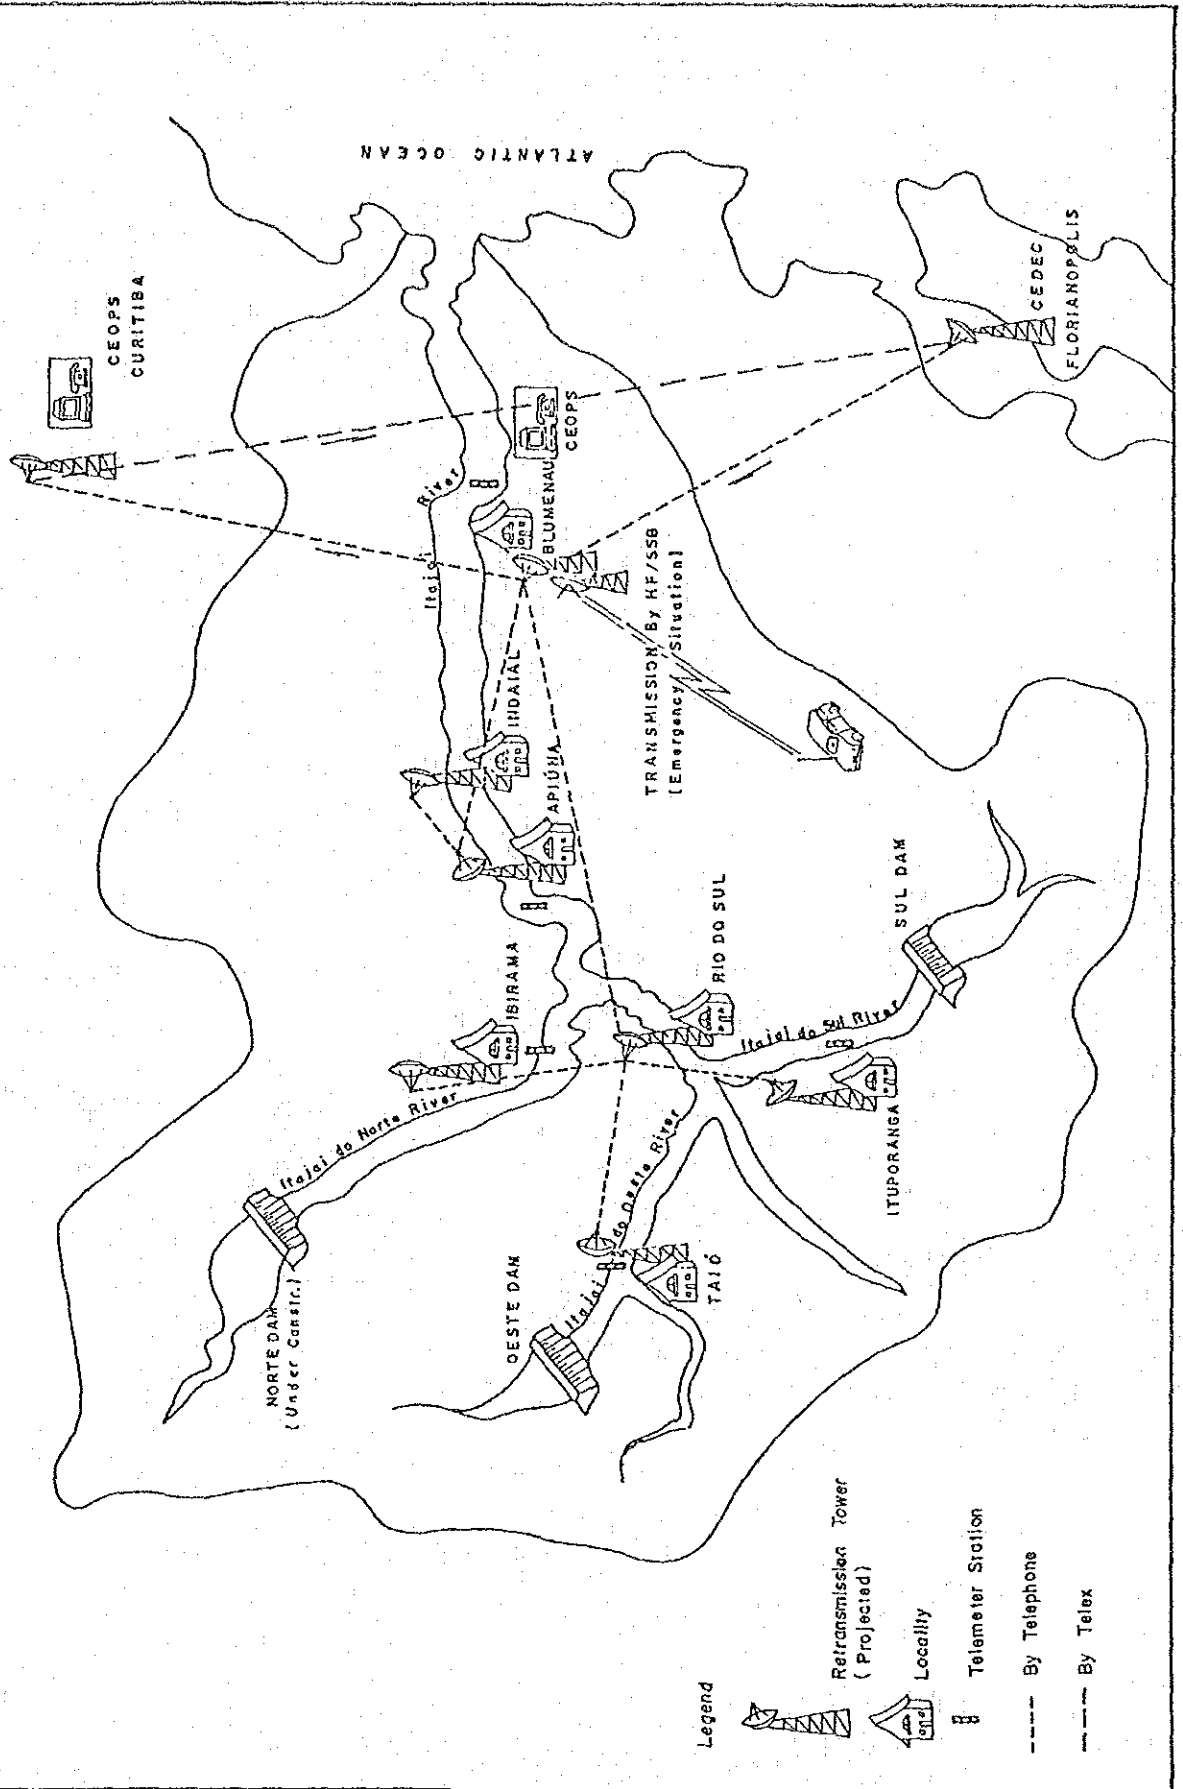 ATLANTIC OCEAN
CEOPS
CURITIBA
Itajaí River
CEOPS
BLUMENAU
CEDEC
FLORIANOPOLIS
TRANSMISSION By HF/SSB
[Emergency Situation]
INDAIAL
APIÚNA
IBIRAMA
RIO DO SUL
SUL DAM
Itajaí do Sul River
ITUPORANGA
Itajaí do Norte River
NORTE DAM
(Under Constr.)
OESTE DAM
Itajaí do Oeste River
TAIÓ
Legend
Retransmission Tower
(Projected)
Locality
Telemeter Station
By Telephone
By Telex